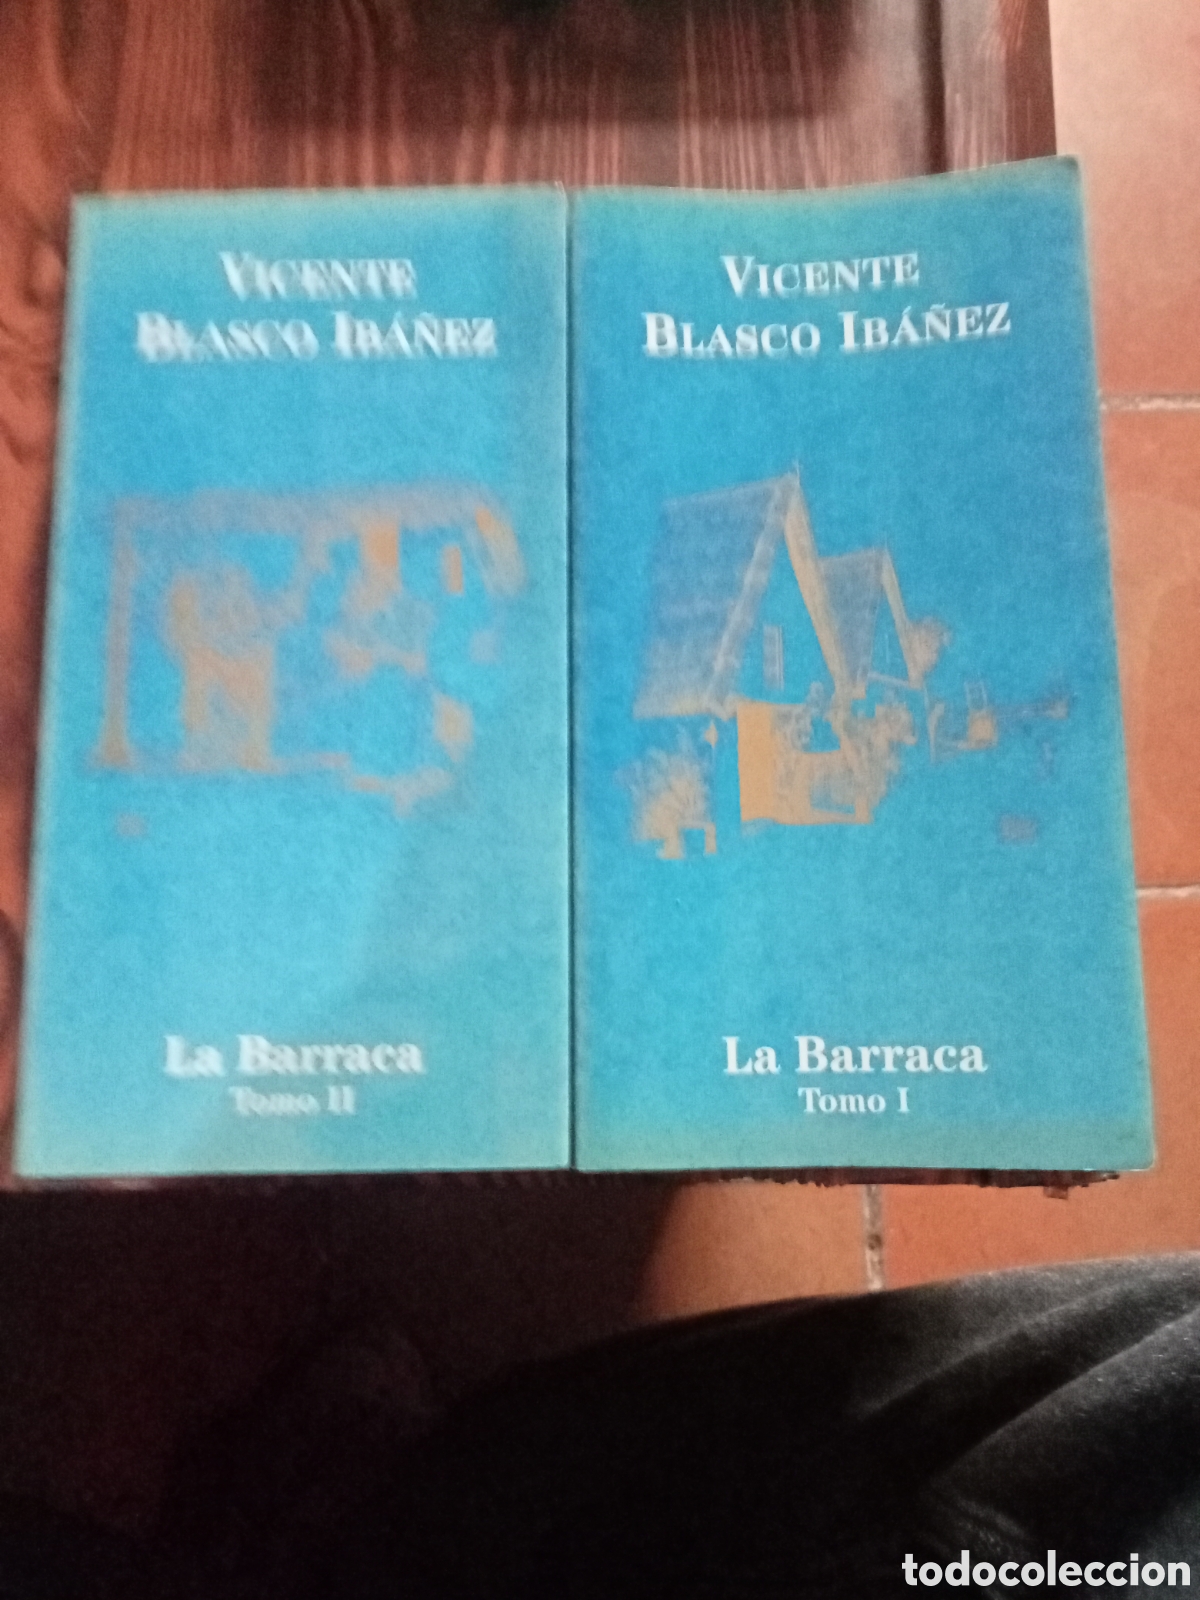 VICENTE
BLASCO IBÁÑEZ
La Barraca
Tomo II
VICENTE
BLASCO IBÁÑEZ
La Barraca
Tomo I
todocoleccion